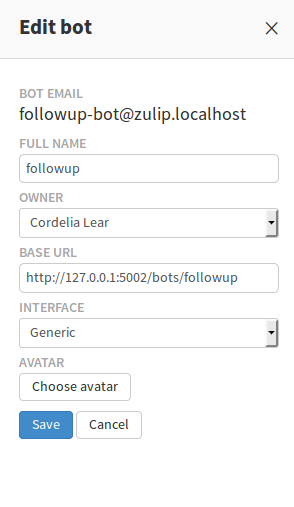 Edit bot
BOT EMAIL
followup-bot@zulip.localhost
FULL NAME
followup
OWNER
Cordelia Lear
BASE URL
http://127.0.0.1:5002/bots/followup
INTERFACE
Generic
AVATAR
Choose avatar
Save Cancel